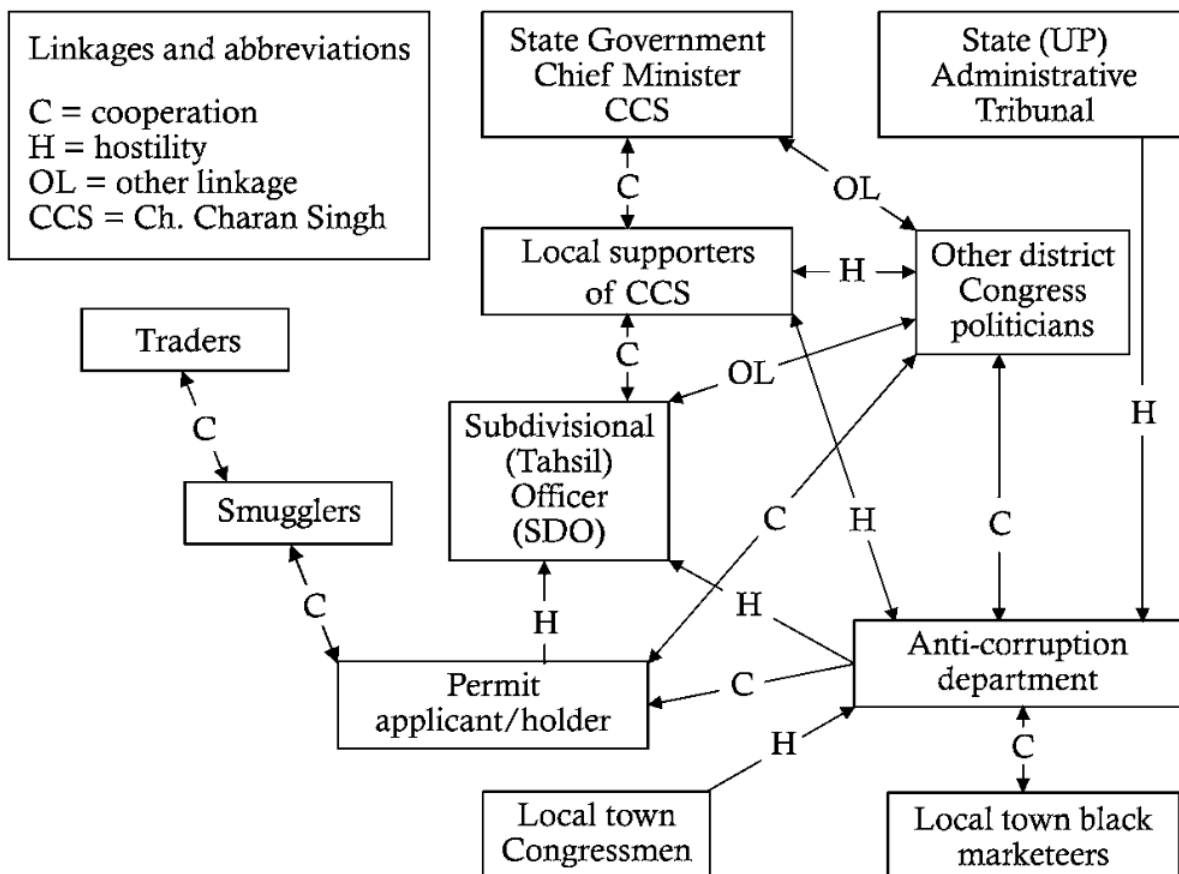 Linkages and abbreviations
C = cooperation
H = hostility
OL = other linkage
CCS = Ch. Charan Singh
State Government
Chief Minister
CCS
State (UP)
Administrative
Tribunal
C
OL
Local supporters
of CCS
H
Other district
Congress
politicians
Traders
C
OL
H
C
Subdivisional
(Tahsil)
Officer
(SDO)
Smugglers
C
H
C
C
H
H
Permit
applicant/holder
C
Anti-corruption
department
H
C
Local town
Congressmen
Local town black
marketeers